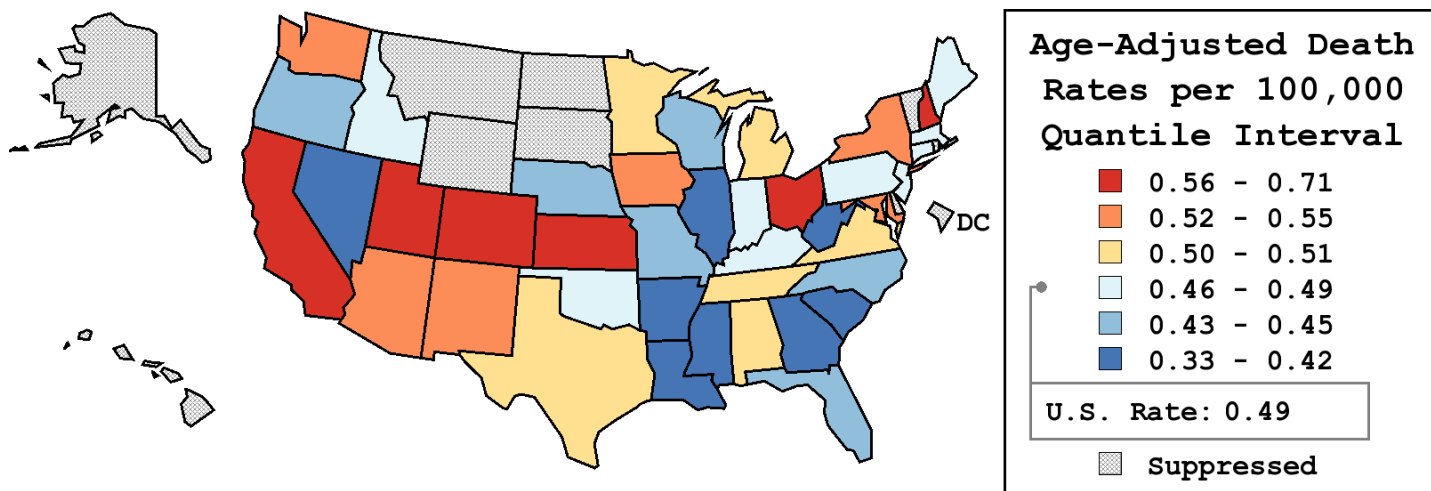 Age-Adjusted Death
Rates per 100,000
Quantile Interval
0.56 - 0.71
0.52 - 0.55
0.50 - 0.51
0.46 - 0.49
0.43 - 0.45
0.33 - 0.42
U.S. Rate: 0.49
Suppressed
DC